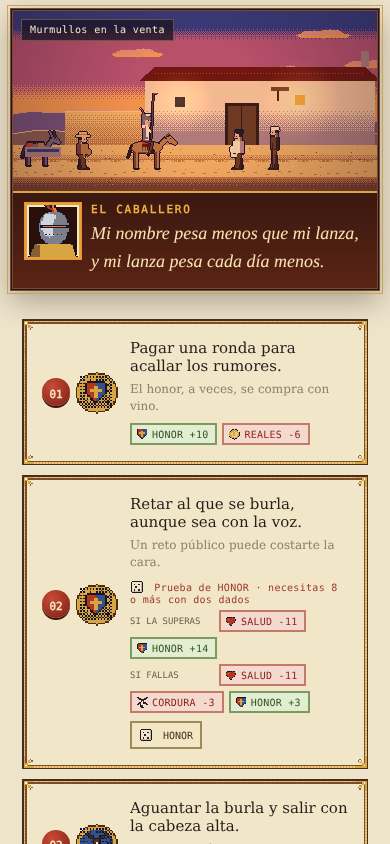 Murmullos en la venta
EL CABALLERO
Mi nombre pesa menos que mi lanza,
y mi lanza pesa cada día menos.
Pagar una ronda para
acallar los rumores.
01
El honor, a veces, se compra con
vino.
HONOR +10 REALES -6
Retar al que se burla,
aunque sea con la voz.
Un reto público puede costarte la
cara.
02
Prueba de HONOR · necesitas 8
o más con dos dados
SI LA SUPERAS SALUD -11
HONOR +14
SI FALLAS SALUD -11
CORDURA -3 HONOR +3
HONOR
Aguantar la burla y salir con
la cabeza alta.